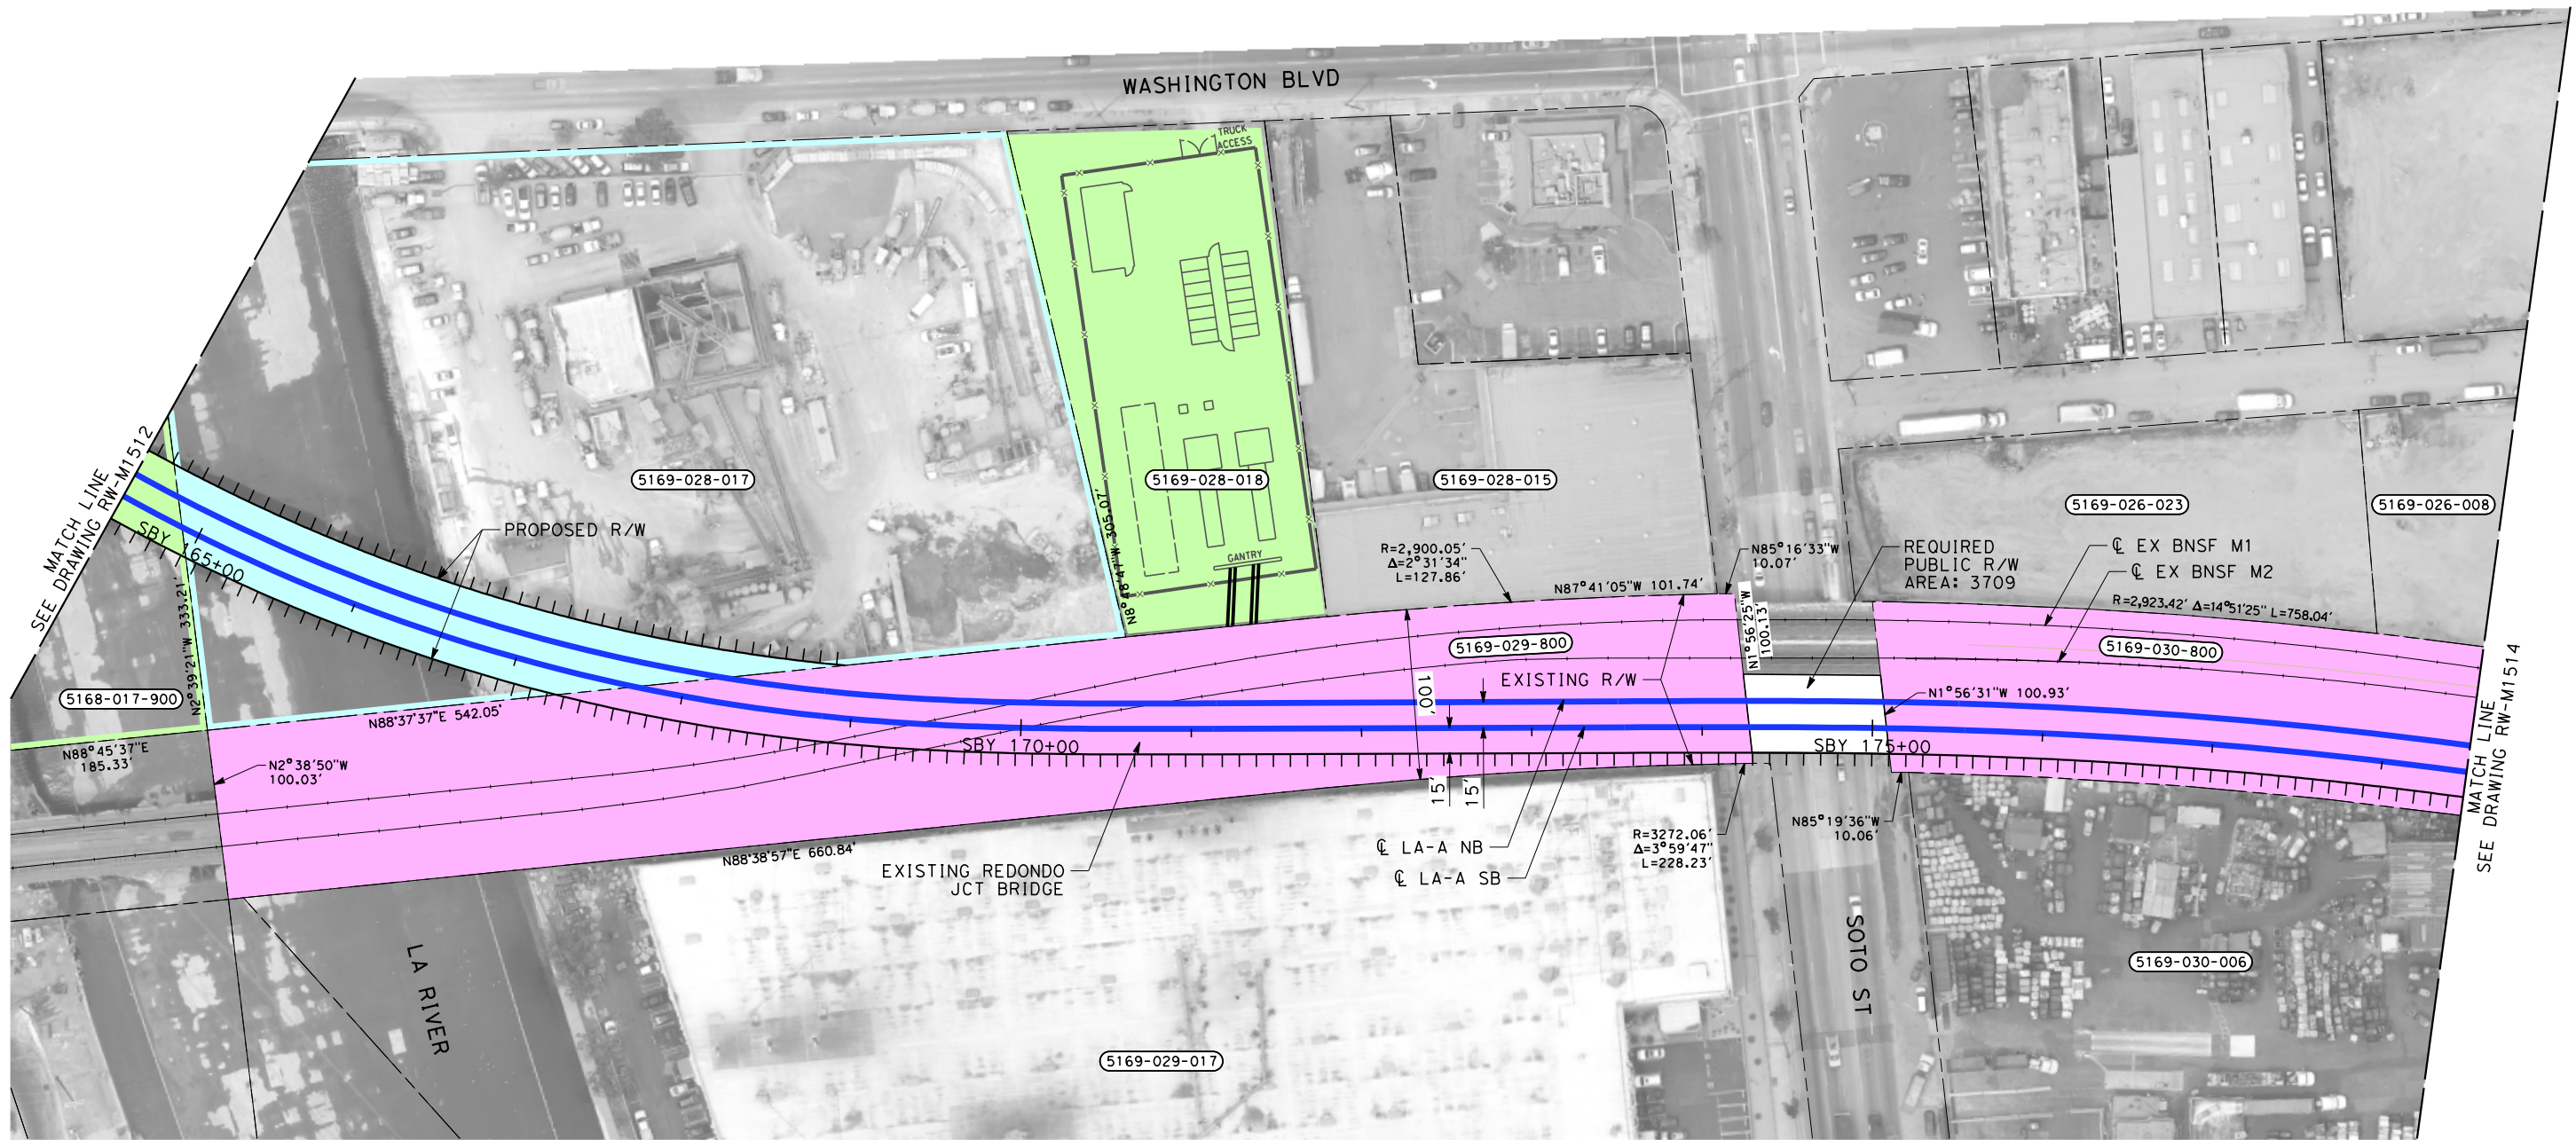 WASHINGTON BLVD
TRUCK
ACCESS
MATCH LINE
SEE DRAWING RW-M1512
5169-028-017
5169-028-018
5169-028-015
5169-026-023
5169-026-008
PROPOSED R/W
SBY 165+00
N8°48'47"W 305.07'
GANTRY
R=2,900.05'
Δ=2°31'34"
L=127.86'
N87°41'05"W 101.74'
N85°16'33"W
10.07'
REQUIRED
PUBLIC R/W
AREA: 3709
℄ EX BNSF M1
℄ EX BNSF M2
R=2,923.42' Δ=14°51'25" L=758.04'
N1°56'25"W
100.13'
5169-029-800
5169-030-800
EXISTING R/W
N1°56'31"W 100.93'
5168-017-900
N2°39'21"W 333.21'
N88°37'37"E 542.05'
N88°45'37"E
185.33'
N2°38'50"W
100.03'
100'
SBY 170+00
SBY 175+00
15'
15'
MATCH LINE
SEE DRAWING RW-M1514
N88°38'57"E 660.84'
EXISTING REDONDO
JCT BRIDGE
℄ LA-A NB
℄ LA-A SB
R=3272.06'
Δ=3°59'47"
L=228.23'
N85°19'36"W
10.06'
LA RIVER
SOTO ST
5169-030-006
5169-029-017